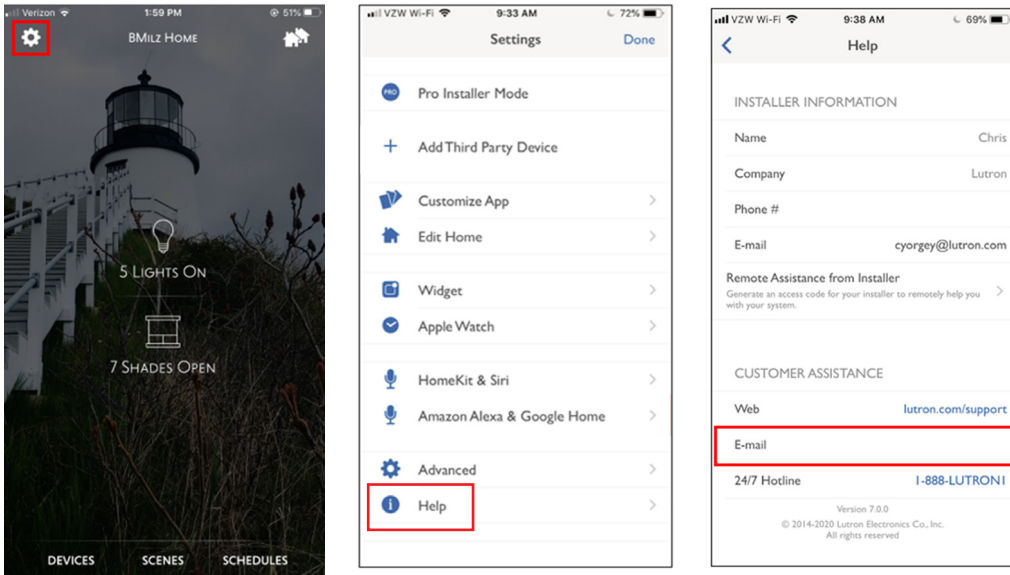 Verizon 1:59 PM 51%
BMilz Home
5 Lights On
7 Shades Open
DEVICES SCENES SCHEDULES
VZW Wi-Fi 9:33 AM 72%
Settings Done
PRO Pro Installer Mode
+ Add Third Party Device
Customize App
Edit Home
Widget
Apple Watch
HomeKit & Siri
Amazon Alexa & Google Home
Advanced
Help
VZW Wi-Fi 9:38 AM 69%
Help
INSTALLER INFORMATION
Name Chris
Company Lutron
Phone #
E-mail cyorgey@lutron.com
Remote Assistance from Installer
Generate an access code for your installer to remotely help you
with your system.
CUSTOMER ASSISTANCE
Web lutron.com/support
E-mail
24/7 Hotline 1-888-LUTRON1
Version 7.0.0
© 2014-2020 Lutron Electronics Co., Inc.
All rights reserved